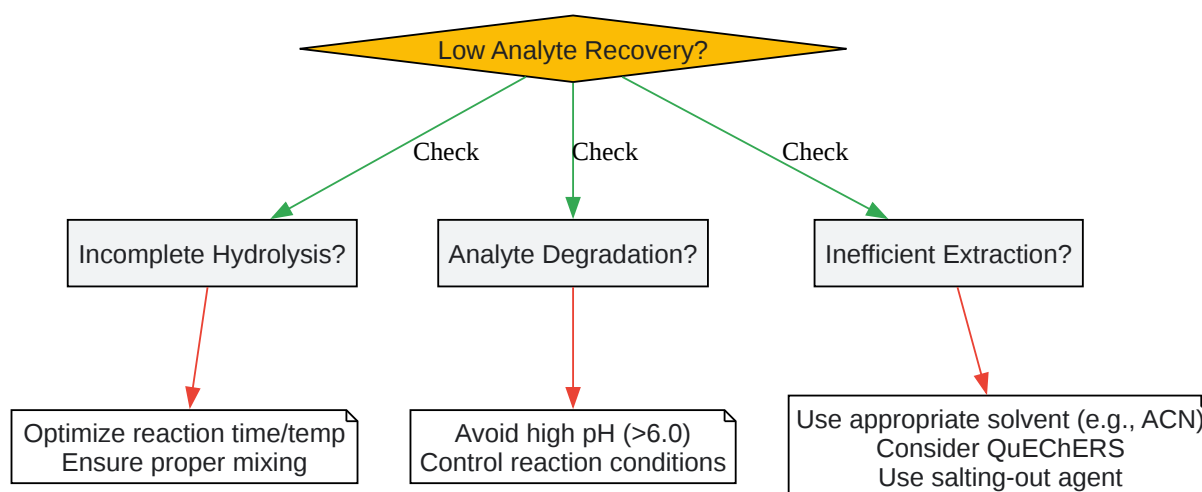 Low Analyte Recovery?
Check
Check
Check
Incomplete Hydrolysis?
Analyte Degradation?
Inefficient Extraction?
Optimize reaction time/temp
Ensure proper mixing
Avoid high pH (>6.0)
Control reaction conditions
Use appropriate solvent (e.g., ACN)
Consider QuEChERS
Use salting-out agent